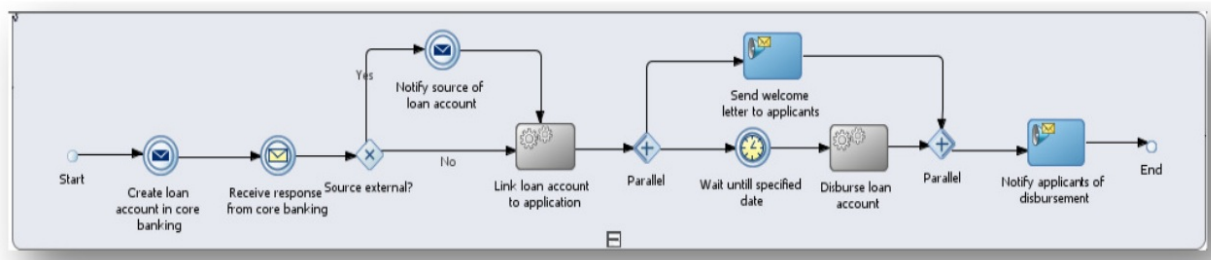 Yes
Notify source of
loan account
Send welcome
letter to applicants
Start
Create loan
account in core
banking
Receive response
from core banking
Source external?
No
Link loan account
to application
Parallel
Wait untill specified
date
Disburse loan
account
Parallel
Notify applicants of
disbursement
End